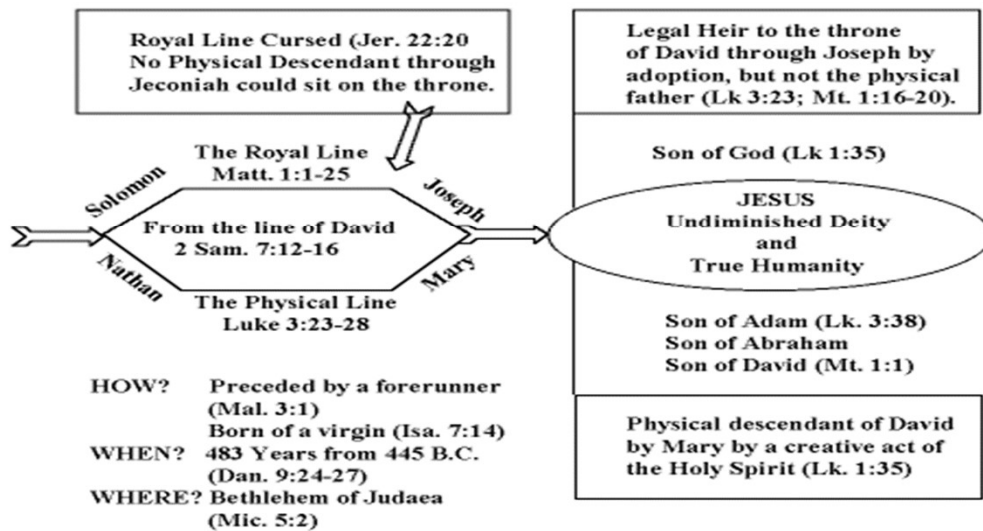 Royal Line Cursed (Jer. 22:20
No Physical Descendant through
Jeconiah could sit on the throne.
Legal Heir to the throne
of David through Joseph by
adoption, but not the physical
father (Lk 3:23; Mt. 1:16-20).
The Royal Line
Matt. 1:1-25
Solomon
Joseph
From the line of David
2 Sam. 7:12-16
Nathan
Mary
The Physical Line
Luke 3:23-28
Son of God (Lk 1:35)
JESUS
Undiminished Deity
and
True Humanity
Son of Adam (Lk. 3:38)
Son of Abraham
Son of David (Mt. 1:1)
HOW? Preceded by a forerunner
(Mal. 3:1)
Born of a virgin (Isa. 7:14)
WHEN? 483 Years from 445 B.C.
(Dan. 9:24-27)
WHERE? Bethlehem of Judaea
(Mic. 5:2)
Physical descendant of David
by Mary by a creative act of
the Holy Spirit (Lk. 1:35)